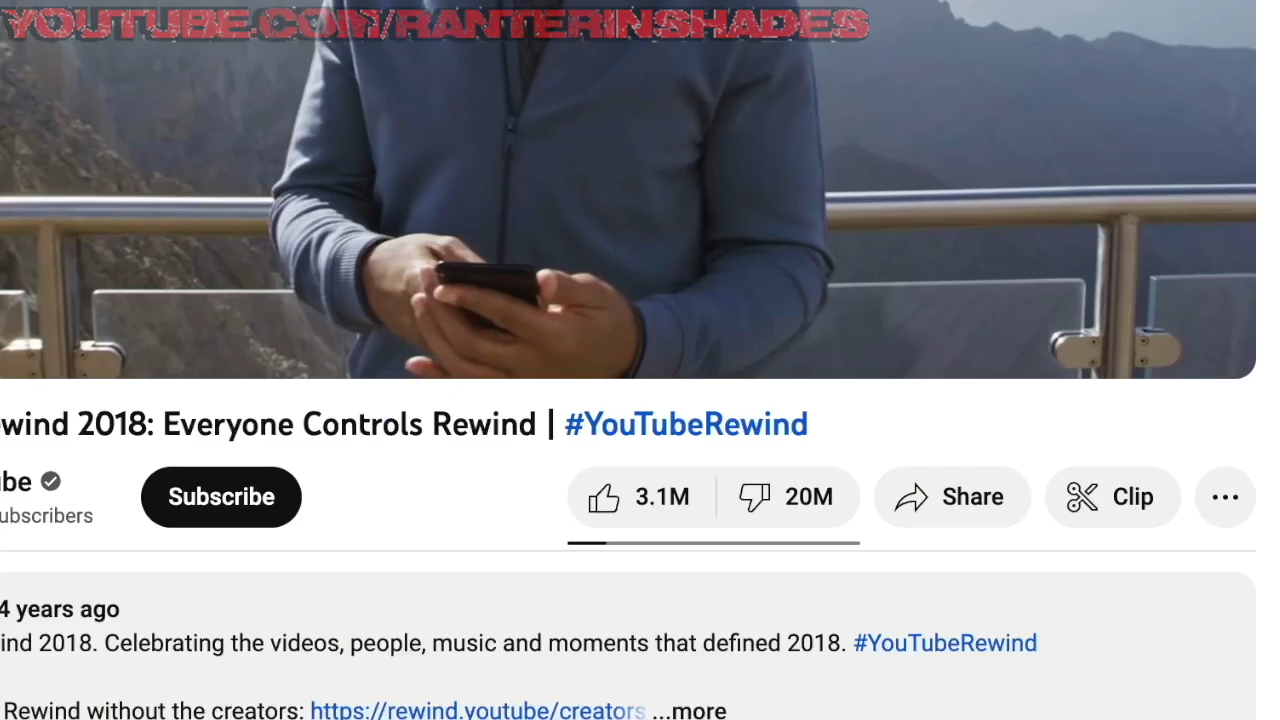 YOUTUBE.COM/RANTERINSHADES
wind 2018: Everyone Controls Rewind | #YouTubeRewind
be
Subscribe
3.1M
20M
Share
Clip
...
ubscribers
4 years ago
ind 2018. Celebrating the videos, people, music and moments that defined 2018. #YouTubeRewind
Rewind without the creators: https://rewind.youtube/creators ...more